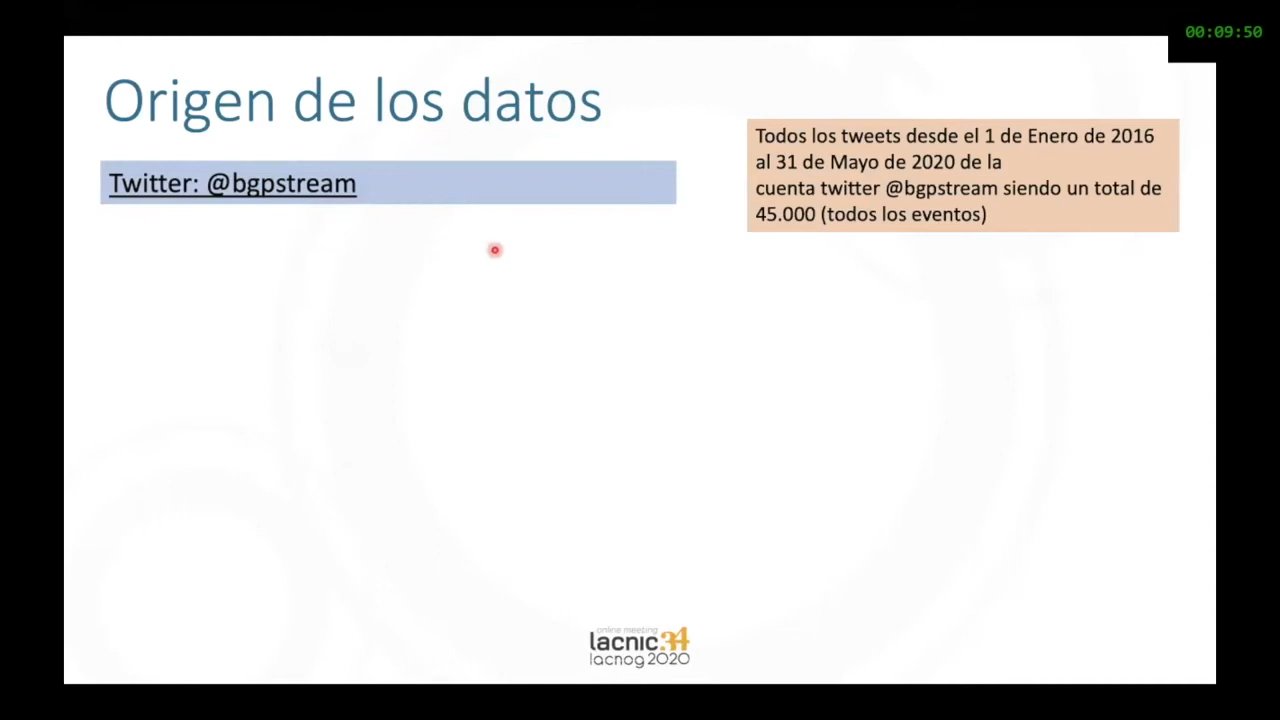 00:09:50
Origen de los datos
Twitter: @bgpstream
Todos los tweets desde el 1 de Enero de 2016
al 31 de Mayo de 2020 de la
cuenta twitter @bgpstream siendo un total de
45.000 (todos los eventos)
online meeting
lacnic34
lacnog2020